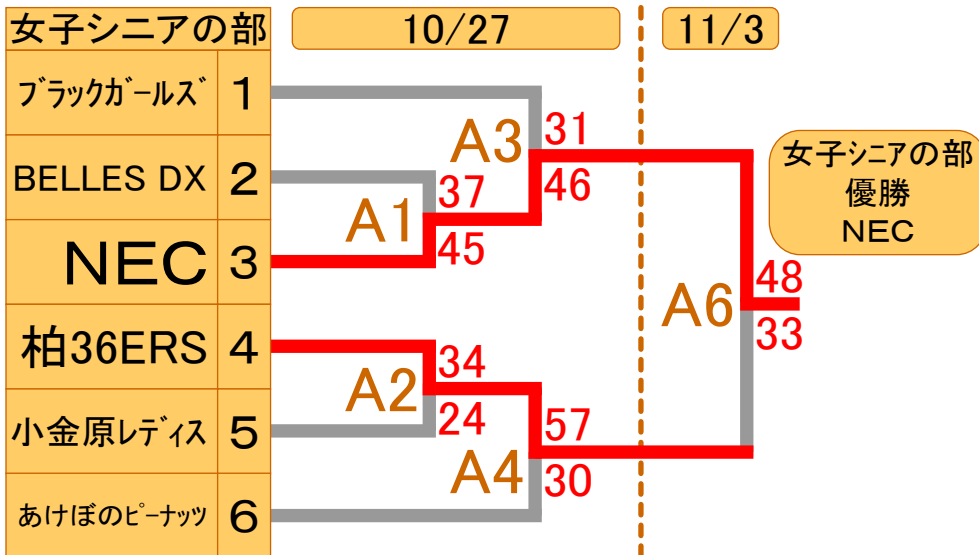 女子シニアの部
10/27
11/3
ブラックガールズ 1
BELLES DX 2
NEC 3
柏36ERS 4
小金原レディス 5
あけぼのピーナッツ 6
A3
31
46
A1
37
45
A2
34
24
A4
57
30
A6
48
33
女子シニアの部
優勝
NEC